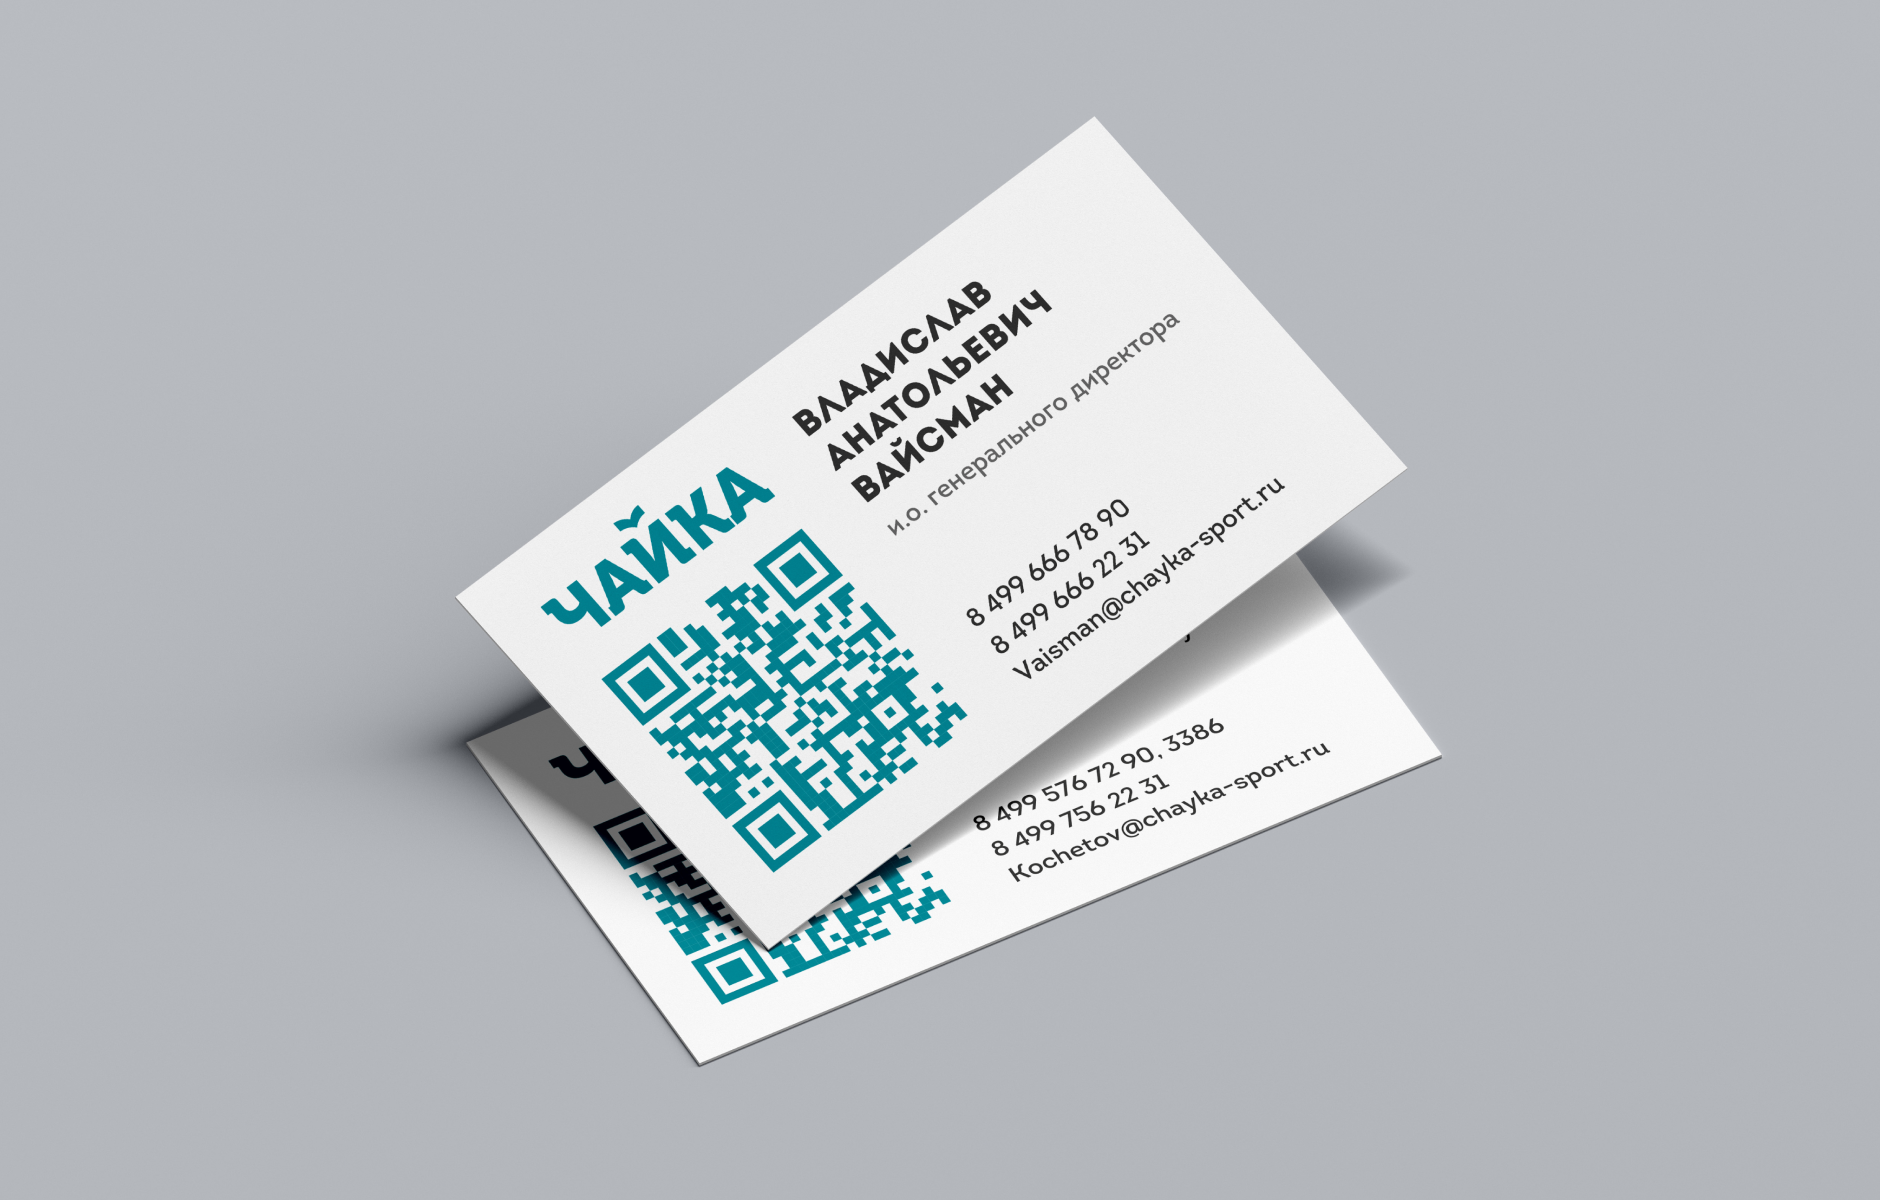 ЧАЙКА
ВЛАДИСЛАВ
АНАТОЛЬЕВИЧ
ВАЙСМАН
и.о. генерального директора
8 499 666 78 90
8 499 666 22 31
Vaisman@chayka-sport.ru
8 499 576 72 90, 3386
8 499 756 22 31
Kochetov@chayka-sport.ru